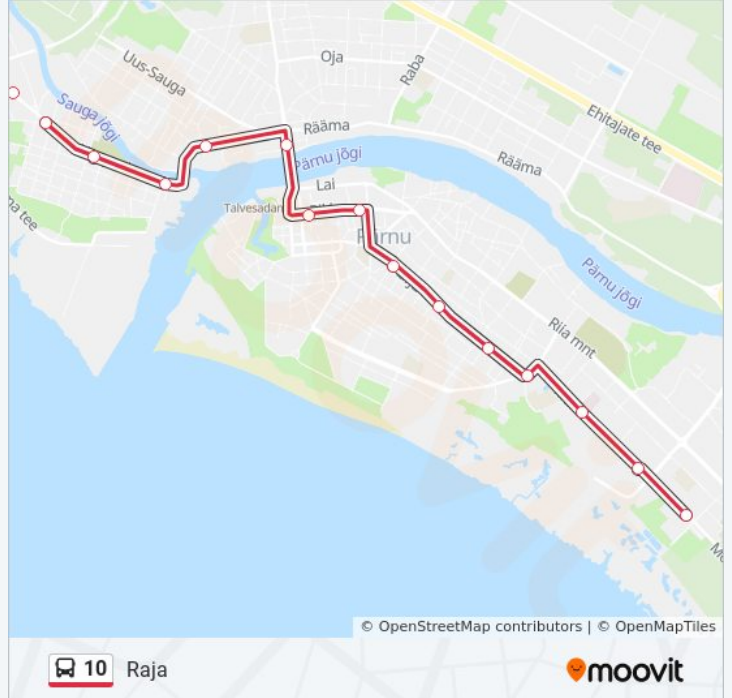 Oja
Uus-Sauga
Raba
Sauga jõgi
Ehitajate tee
Rääma
Pärnu jõgi
Rääma
Lai
Pärnu
Pärnu jõgi
Riia mnt
© OpenStreetMap contributors | © OpenMapTiles
10 Raja
moovit